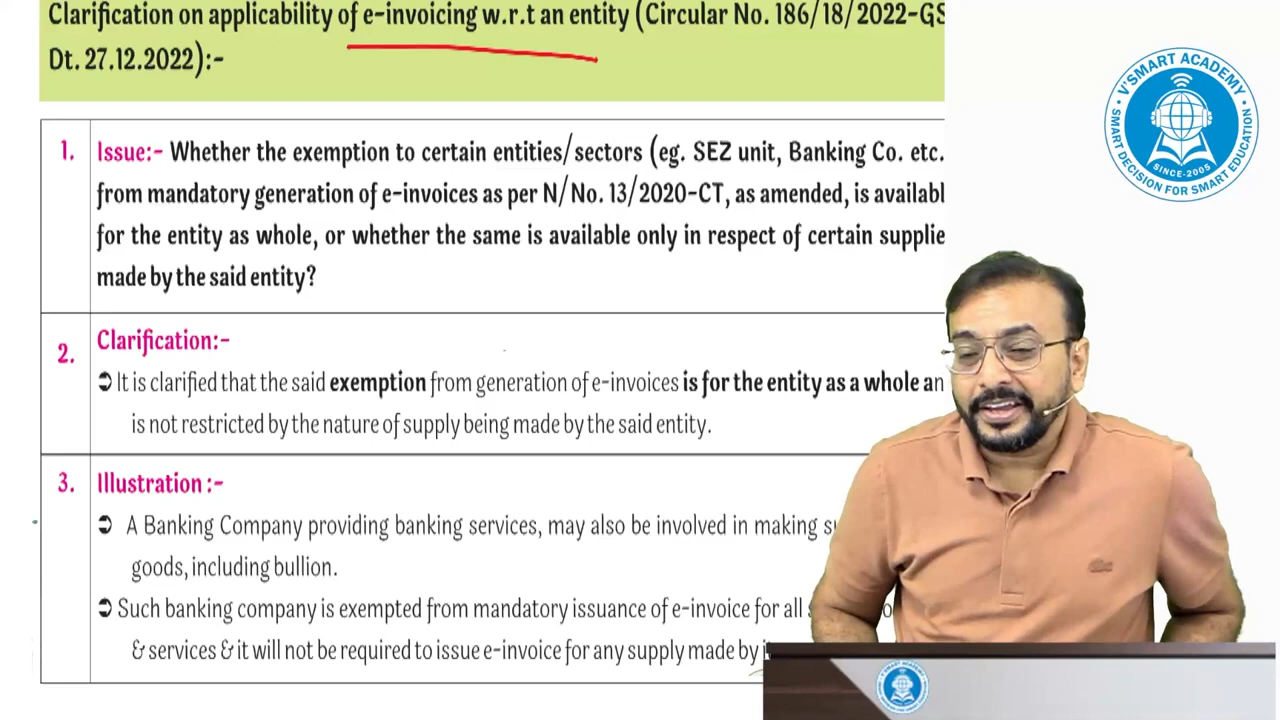 Clarification on applicability of e-invoicing w.r.t an entity (Circular No. 186/18/2022-GS
Dt. 27.12.2022):-
1. Issue:- Whether the exemption to certain entities/sectors (eg. SEZ unit, Banking Co. etc.
from mandatory generation of e-invoices as per N/No. 13/2020-CT, as amended, is availabl
for the entity as whole, or whether the same is available only in respect of certain supplie
made by the said entity?
2. Clarification:-
➲ It is clarified that the said exemption from generation of e-invoices is for the entity as a whole an
is not restricted by the nature of supply being made by the said entity.
3. Illustration :-
➲ A Banking Company providing banking services, may also be involved in making
goods, including bullion.
➲ Such banking company is exempted from mandatory issuance of e-invoice for all
& services & it will not be required to issue e-invoice for any supply made by
V'SMART ACADEMY
SINCE-2005
SMART DECISION FOR SMART EDUCATION